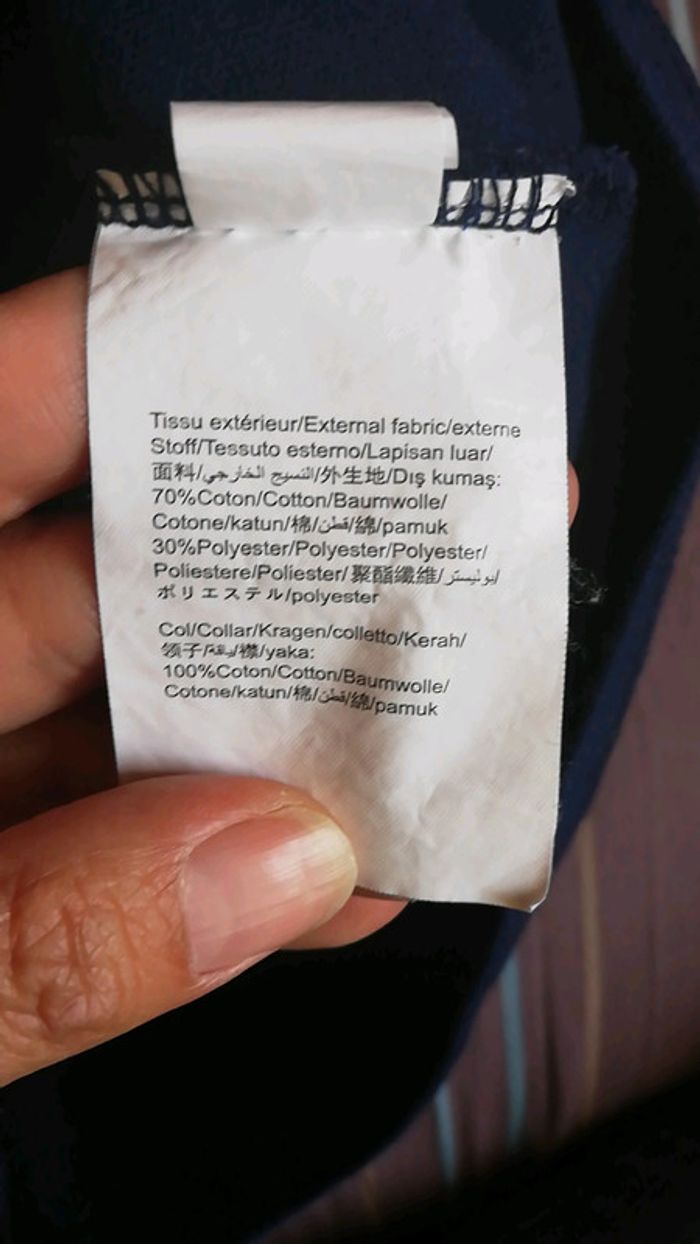 Tissu extérieur/External fabric/externe
Stoff/Tessuto esterno/Lapisan luar/
面料/النسيج الخارجي/外生地/Dış kumaş:
70%Coton/Cotton/Baumwolle/
Cotone/katun/棉/قطن/綿/pamuk
30%Polyester/Polyester/Polyester/
Poliestere/Poliester/聚酯纖維/بوليستر/
ポリエステル/polyester
Col/Collar/Kragen/colletto/Kerah/
领子/ياقة/襟/yaka:
100%Coton/Cotton/Baumwolle/
Cotone/katun/棉/قطن/綿/pamuk